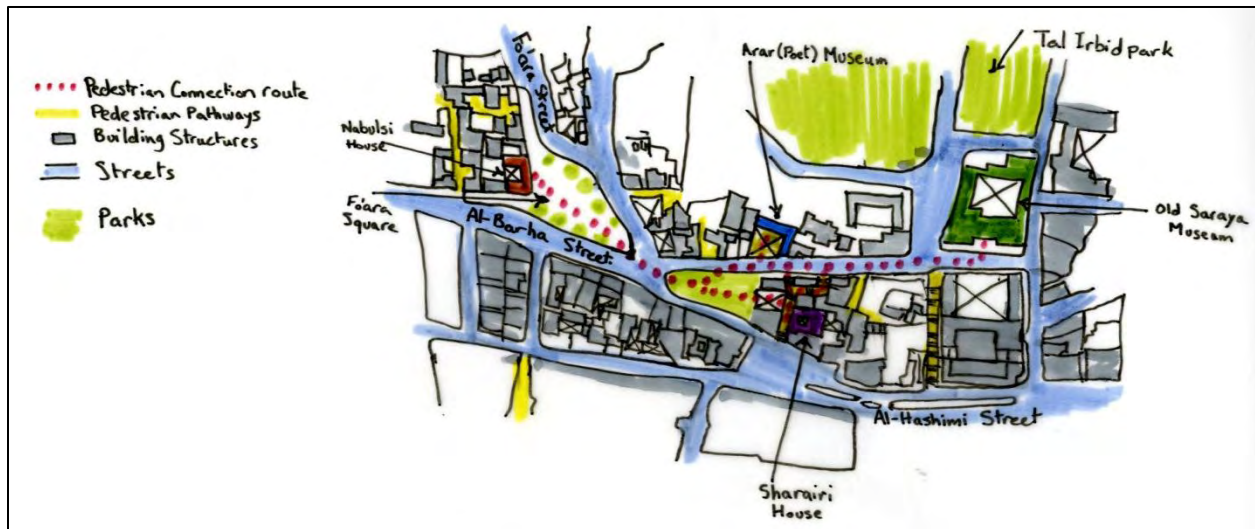 Pedestrian Connection route
Pedestrian Pathways
Building Structures
Streets
Parks
Fo'ara Street
Arar (Poet) Museum
Tal Irbid park
Nabulsi
House
Fo'ara
Square
Al-Barha Street
Old Saraya
Museum
Al-Hashimi Street
Sharairi
House